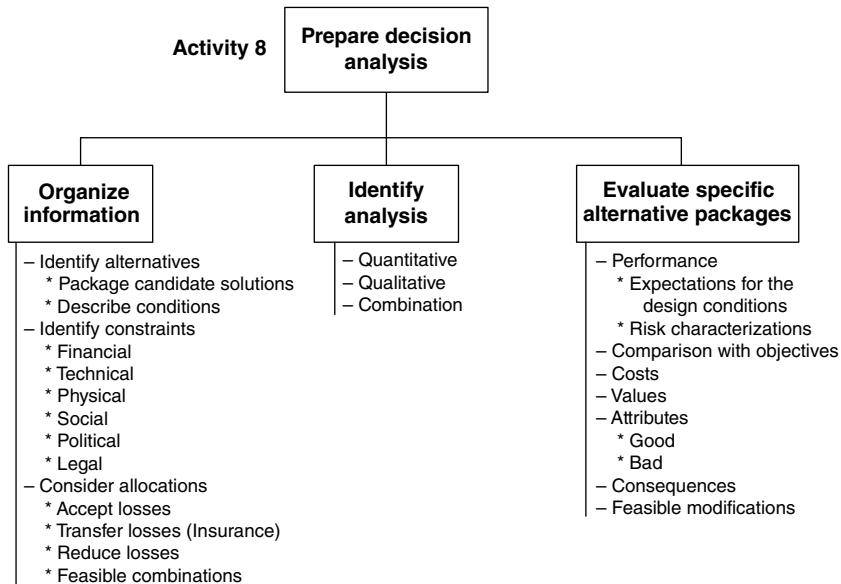 Activity 8
Prepare decision
analysis
Organize
information
– Identify alternatives
* Package candidate solutions
* Describe conditions
– Identify constraints
* Financial
* Technical
* Physical
* Social
* Political
* Legal
– Consider allocations
* Accept losses
* Transfer losses (Insurance)
* Reduce losses
* Feasible combinations
Identify
analysis
– Quantitative
– Qualitative
– Combination
Evaluate specific
alternative packages
– Performance
* Expectations for the
design conditions
* Risk characterizations
– Comparison with objectives
– Costs
– Values
– Attributes
* Good
* Bad
– Consequences
– Feasible modifications